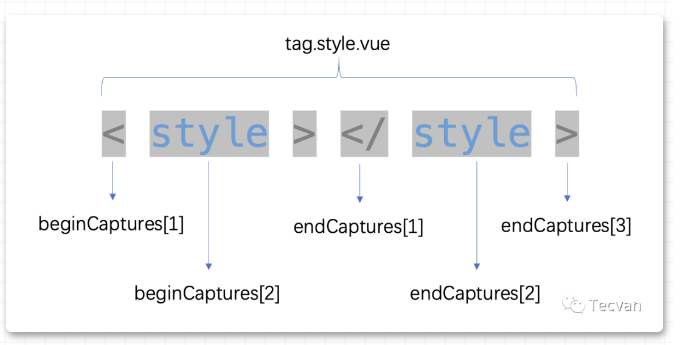 tag.style.vue
< style > </ style >
beginCaptures[1] endCaptures[1] endCaptures[3]
beginCaptures[2] endCaptures[2]
Tecvan